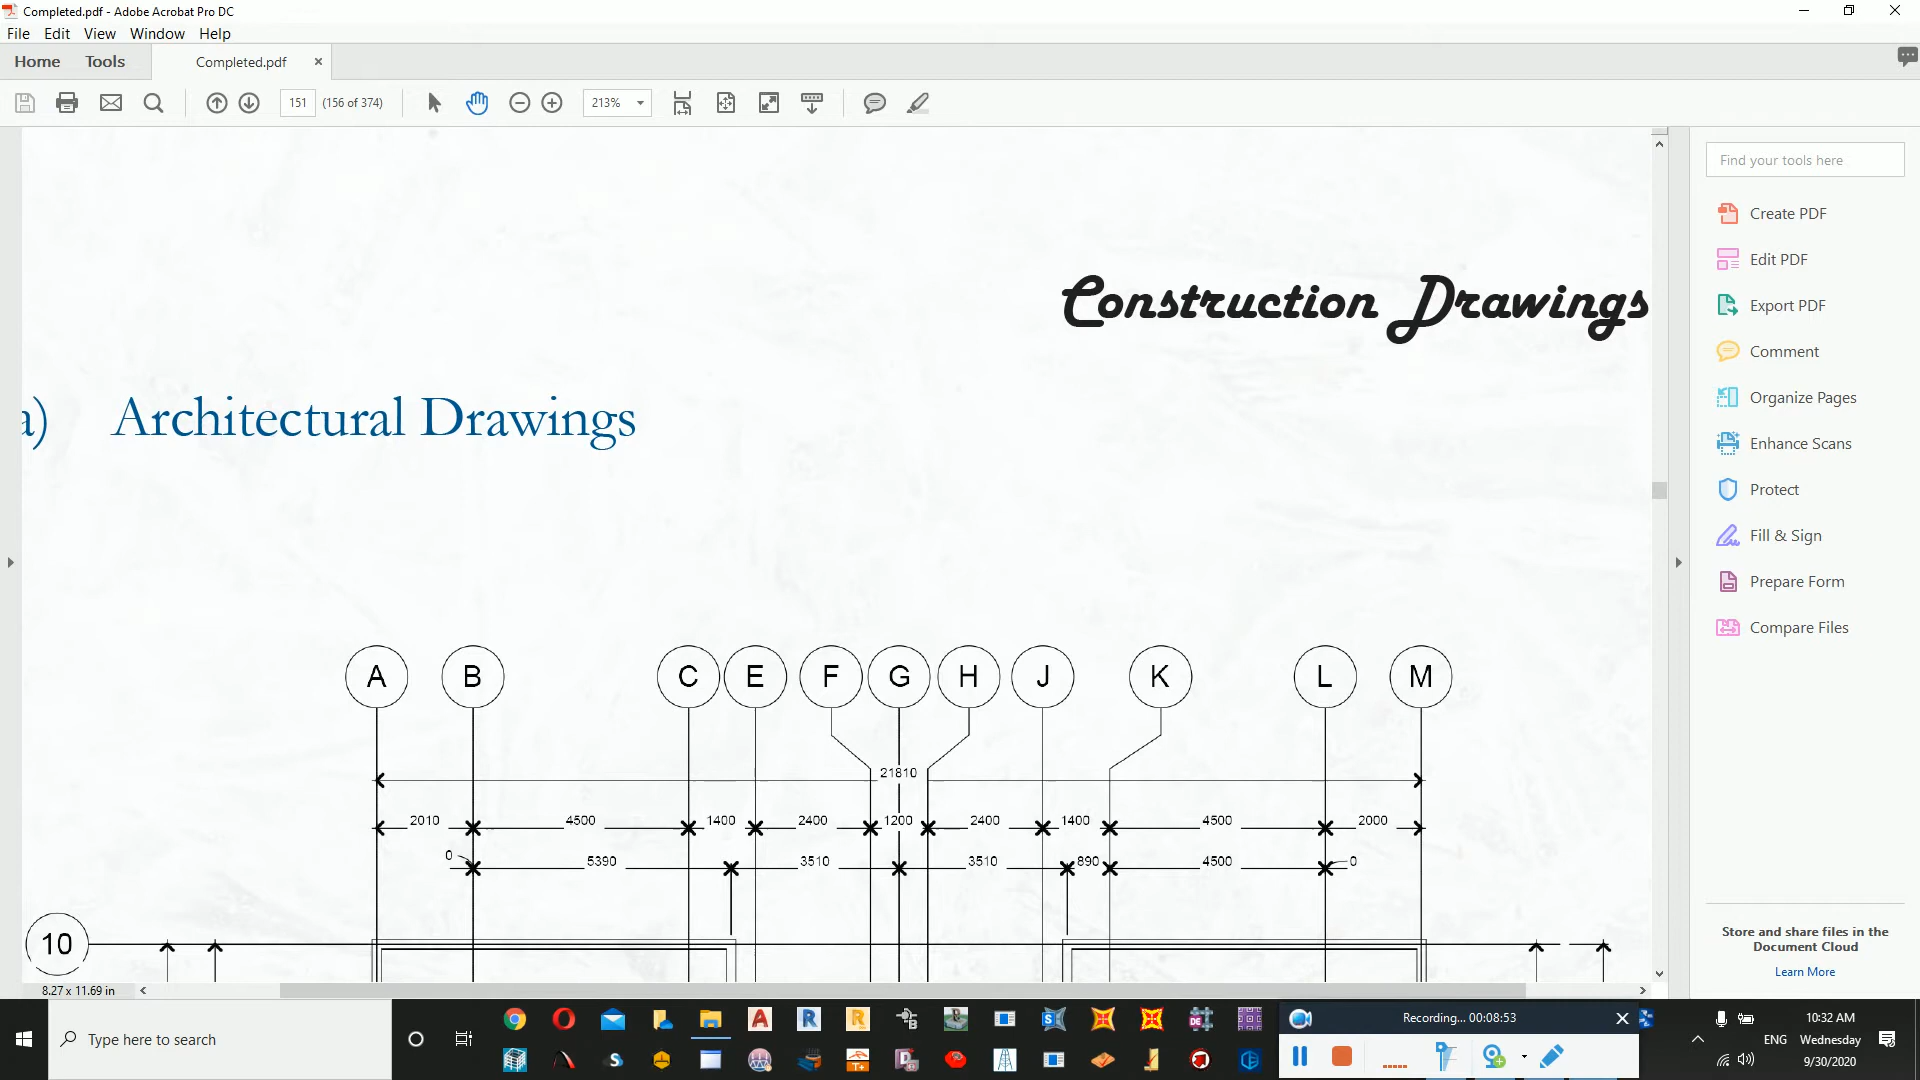 Completed.pdf - Adobe Acrobat Pro DC
File Edit View Window Help
Home Tools Completed.pdf
151 (156 of 374) 213%
Find your tools here
Create PDF
Edit PDF
Export PDF
Comment
Organize Pages
Enhance Scans
Protect
Fill & Sign
Prepare Form
Compare Files
Store and share files in the
Document Cloud
Learn More
Construction Drawings
a) Architectural Drawings
A B C E F G H J K L M
21810
2010 4500 1400 2400 1200 2400 1400 4500 2000
0 5390 3510 3510 890 4500 0
10
8.27 x 11.69 in
Type here to search
Recording... 00:08:53
ENG
10:32 AM
Wednesday
9/30/2020